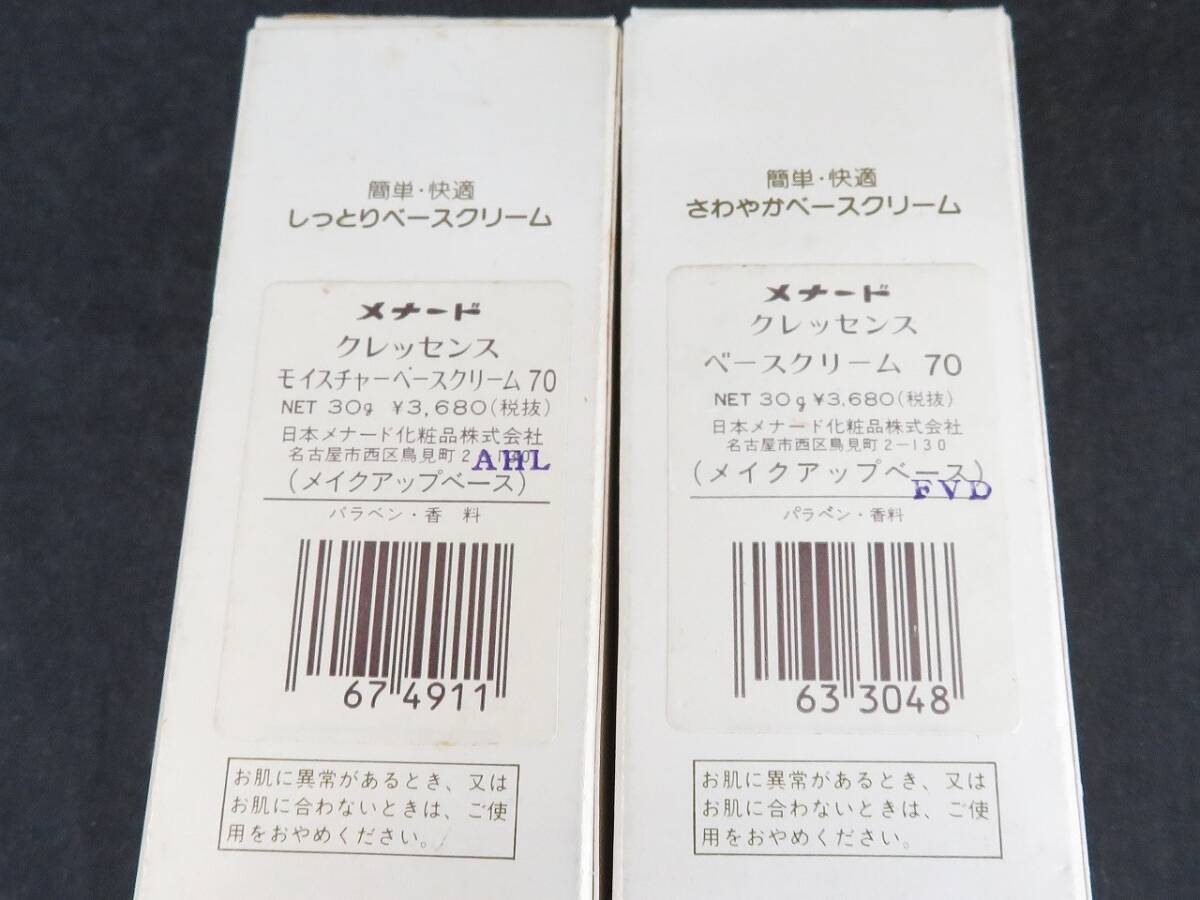 簡単・快適
しっとりベースクリーム
メナード
クレッセンス
モイスチャーベースクリーム 70
NET 30g ¥3,680(税抜)
日本メナード化粧品株式会社
名古屋市西区鳥見町2-130
AHL
(メイクアップベース)
パラベン・香 料
67 4911
お肌に異常があるとき、又は
お肌に合わないときは、ご使
用をおやめください。
簡単・快適
さわやかベースクリーム
メナード
クレッセンス
ベースクリーム 70
NET 30g ¥3,680(税抜)
日本メナード化粧品株式会社
名古屋市西区鳥見町2-130
(メイクアップベース)
FVD
パラベン・香料
63 3048
お肌に異常があるとき、又は
お肌に合わないときは、ご使
用をおやめください。